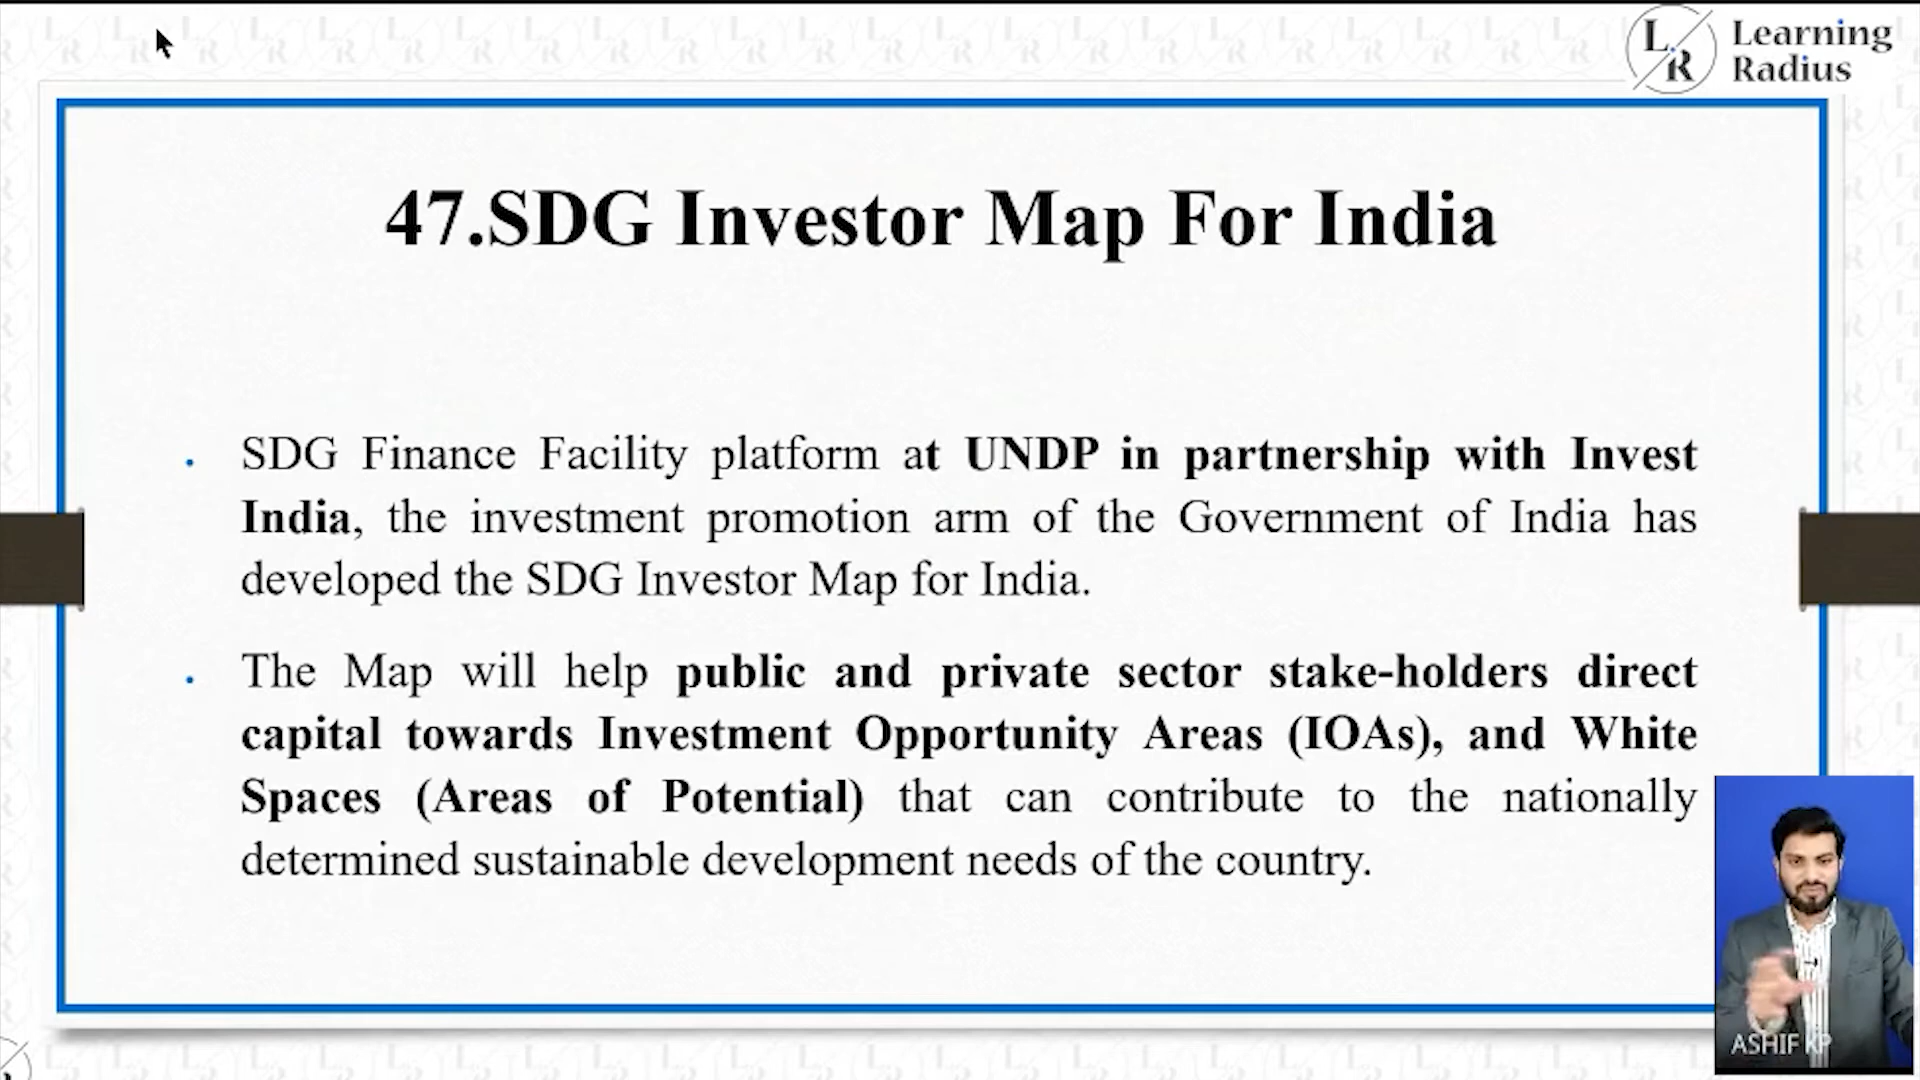 L
R
Learning
Radius
47.SDG Investor Map For India
SDG Finance Facility platform at UNDP in partnership with Invest
India, the investment promotion arm of the Government of India has
developed the SDG Investor Map for India.
The Map will help public and private sector stake-holders direct
capital towards Investment Opportunity Areas (IOAs), and White
Spaces (Areas of Potential) that can contribute to the nationally
determined sustainable development needs of the country.
ASHIF KP